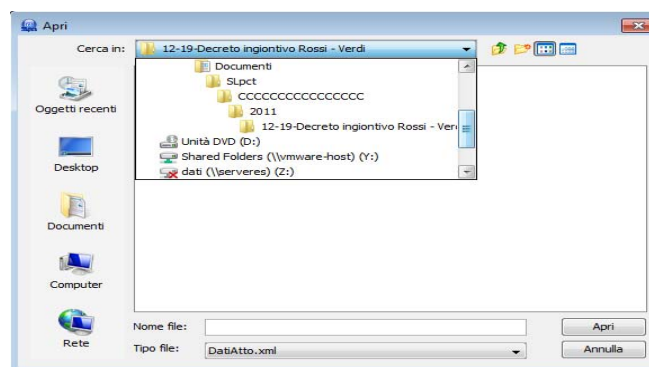 Apri
Cerca in:
12-19-Decreto ingiontivo Rossi - Verdi
Documenti
SLpct
CCCCCCCCCCCCCCCC
2011
12-19-Decreto ingiontivo Rossi - Ver
Unità DVD (D:)
Shared Folders (\\vmware-host) (Y:)
dati (\\serveres) (Z:)
Oggetti recenti
Desktop
Documenti
Computer
Rete
Nome file:
Apri
Tipo file:
DatiAtto.xml
Annulla